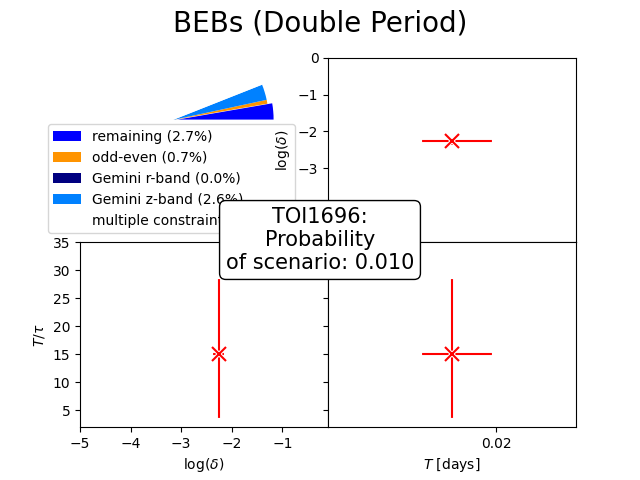 BEBs (Double Period)
remaining (2.7%)
odd-even (0.7%)
Gemini r-band (0.0%)
Gemini z-band (2.6%)
multiple constraint
0
−1
−2
−3
log(δ)
TOI1696:
Probability
of scenario: 0.010
35
30
25
20
15
10
5
T/τ
−5
−4
−3
−2
−1
log(δ)
0.02
T [days]